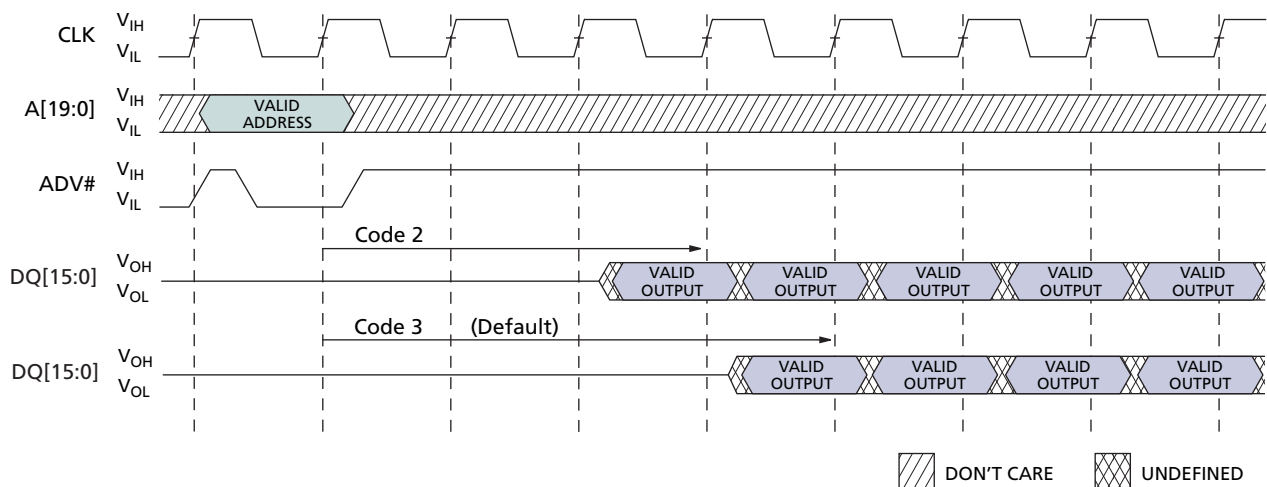 CLK
V_IH
V_IL
A[19:0]
V_IH
V_IL
VALID
ADDRESS
ADV#
V_IH
V_IL
Code 2
DQ[15:0]
V_OH
V_OL
VALID
OUTPUT
VALID
OUTPUT
VALID
OUTPUT
VALID
OUTPUT
VALID
OUTPUT
Code 3 (Default)
DQ[15:0]
V_OH
V_OL
VALID
OUTPUT
VALID
OUTPUT
VALID
OUTPUT
VALID
OUTPUT
DON'T CARE
UNDEFINED